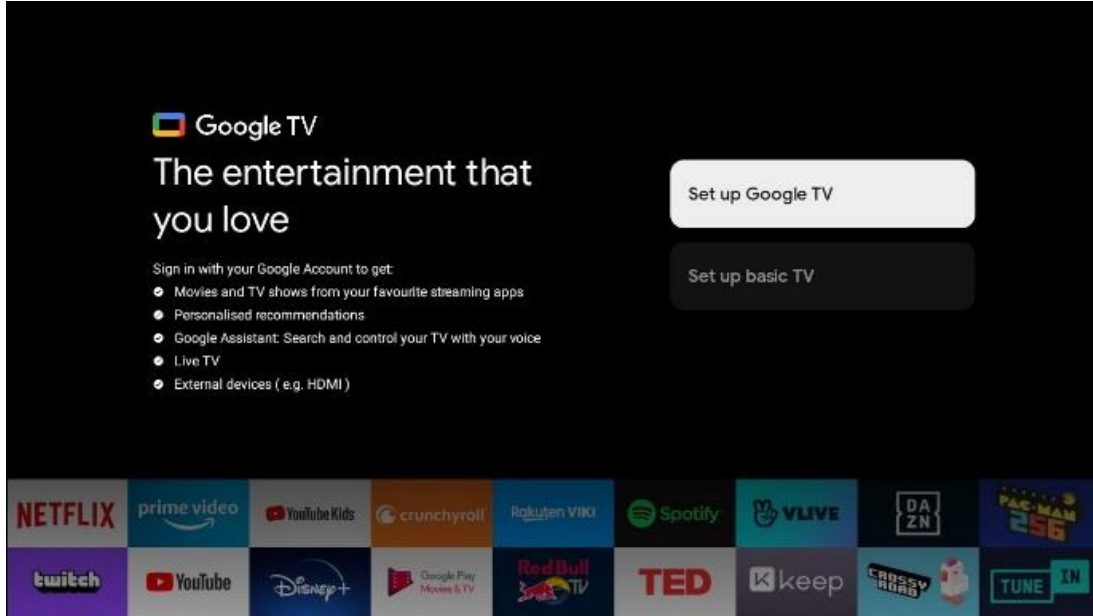 Google TV
The entertainment that
you love
Sign in with your Google Account to get:
Movies and TV shows from your favourite streaming apps
Personalised recommendations
Google Assistant: Search and control your TV with your voice
Live TV
External devices ( e.g. HDMI )
Set up Google TV
Set up basic TV
NETFLIX
prime video
YouTube Kids
crunchyroll
Rakuten VIKI
Spotify
VLIVE
DA
ZN
PAC-MAN
256
twitch
YouTube
Disney+
Google Play
Movies & TV
Red Bull
TV
TED
K keep
CROSSY
ROAD
TUNE IN